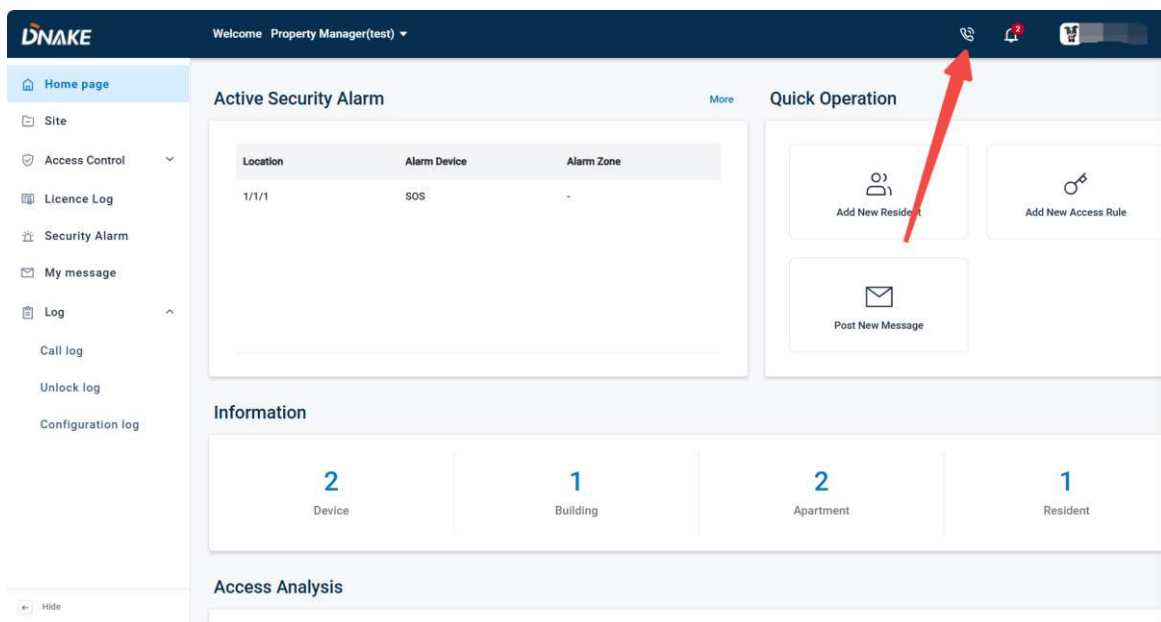 DNAKE
Welcome Property Manager(test)
2
Home page
Site
Access Control
Licence Log
Security Alarm
My message
Log
Call log
Unlock log
Configuration log
Hide
Active Security Alarm
More
Location Alarm Device Alarm Zone
1/1/1 SOS -
Quick Operation
Add New Resident
Add New Access Rule
Post New Message
Information
2 1 2 1
Device Building Apartment Resident
Access Analysis